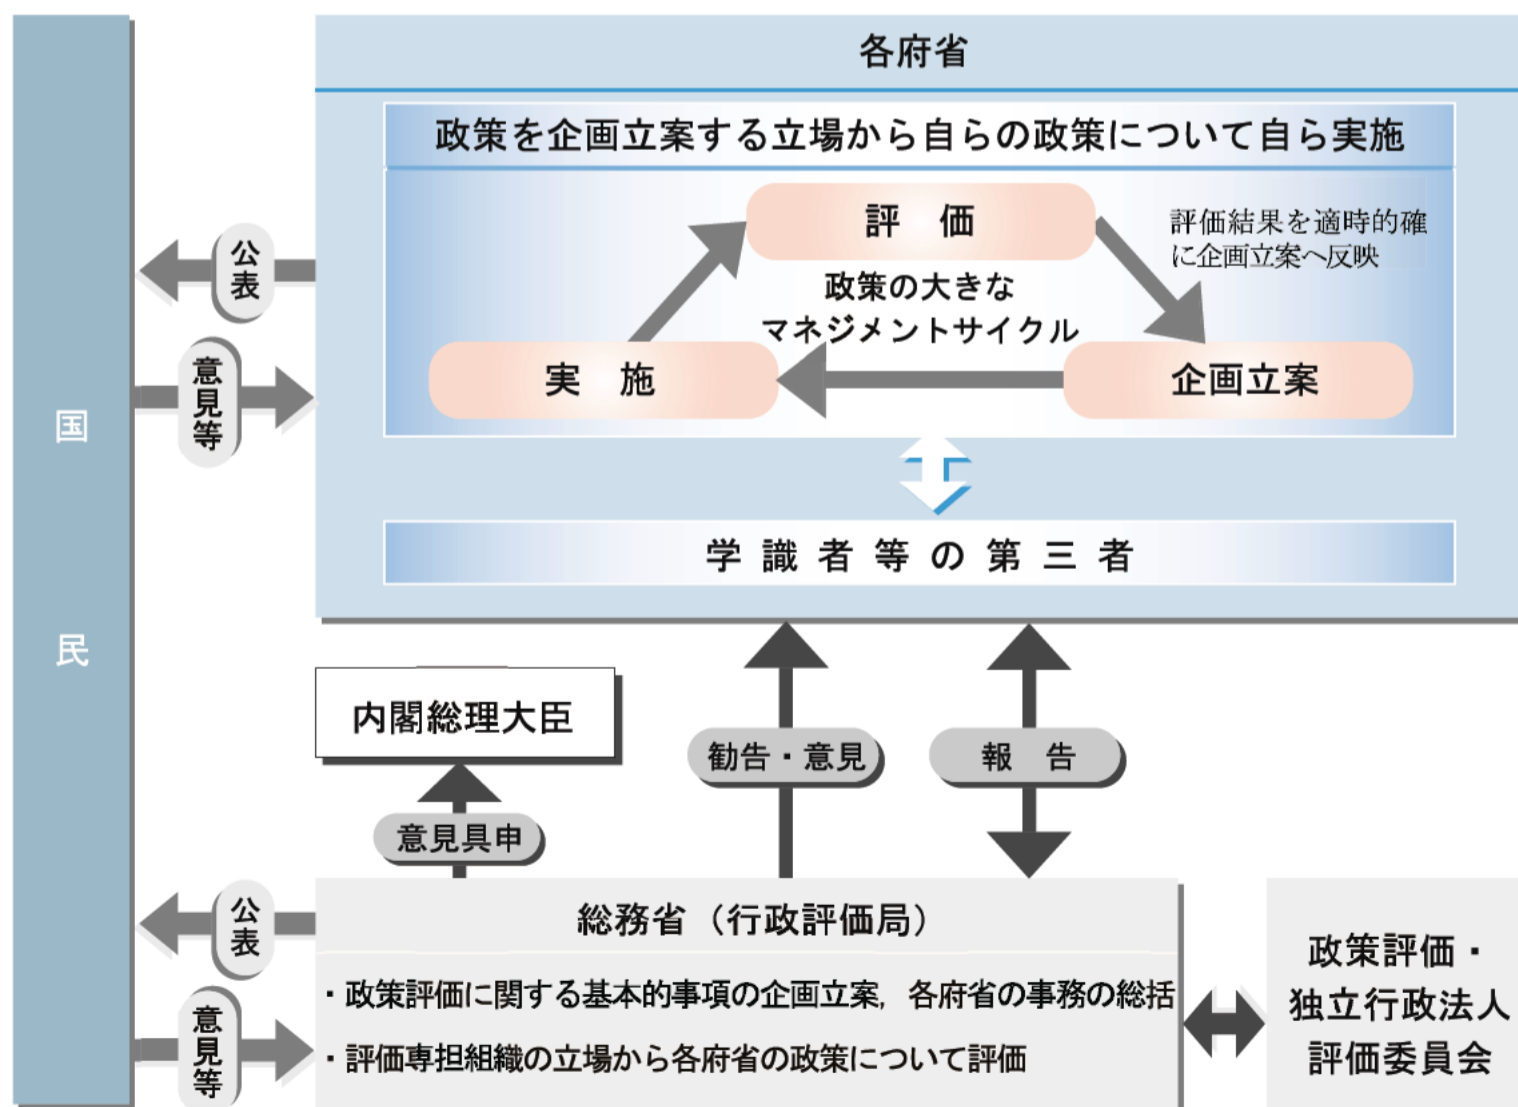 国民
各府省
政策を企画立案する立場から自らの政策について自ら実施
評 価
評価結果を適時的確
に企画立案へ反映
政策の大きな
マネジメントサイクル
実 施
企画立案
公表
意見等
学識者等の第三者
内閣総理大臣
勧告・意見
報 告
意見具申
公表
意見等
総務省（行政評価局）
・政策評価に関する基本的事項の企画立案，各府省の事務の総括
・評価専担組織の立場から各府省の政策について評価
政策評価・
独立行政法人
評価委員会